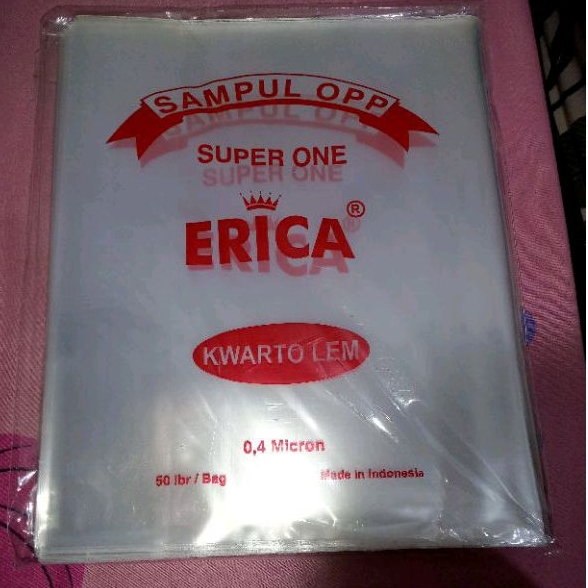 SAMPUL OPP
SUPER ONE
ERICA®
KWARTO LEM
0,4 Micron
50 lbr / Bag
Made in Indonesia